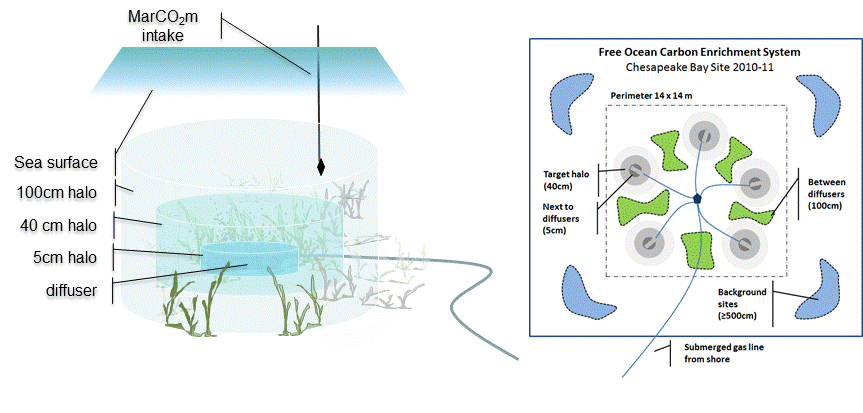 MarCO₂m
intake
Sea surface
100cm halo
40 cm halo
5cm halo
diffuser
Free Ocean Carbon Enrichment System
Chesapeake Bay Site 2010-11
Perimeter 14 x 14 m
Target halo
(40cm)
Next to
diffusers
(5cm)
Between
diffusers
(100cm)
Background
sites
(≥500cm)
Submerged gas line
from shore